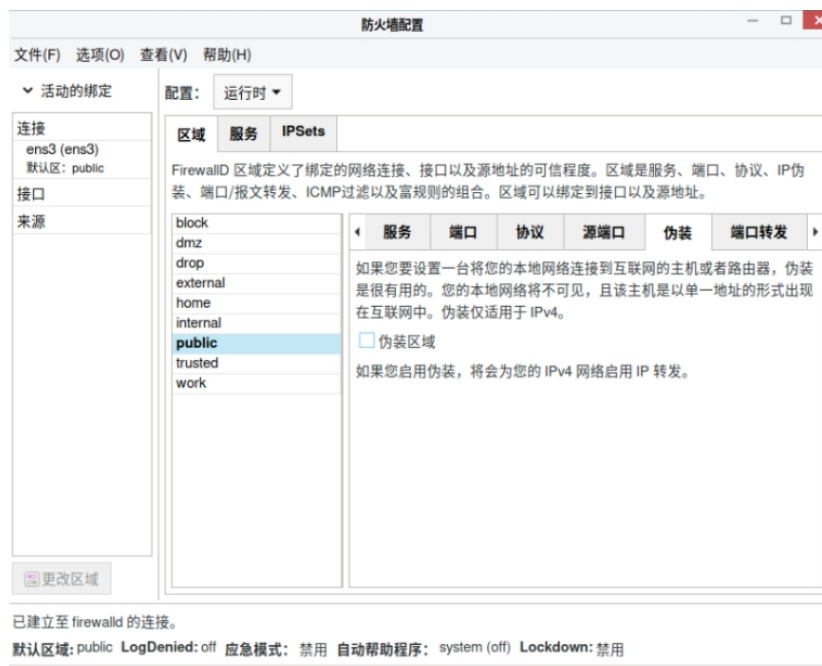 防火墙配置
文件(F) 选项(O) 查看(V) 帮助(H)
活动的绑定
配置： 运行时
连接
ens3 (ens3)
默认区：public
接口
来源
区域 服务 IPSets
FirewallD 区域定义了绑定的网络连接、接口以及源地址的可信程度。区域是服务、端口、协议、IP伪
装、端口/报文转发、ICMP过滤以及富规则的组合。区域可以绑定到接口以及源地址。
block
dmz
drop
external
home
internal
public
trusted
work
服务 端口 协议 源端口 伪装 端口转发
如果您要设置一台将您的本地网络连接到互联网的主机或者路由器，伪装
是很有用的。您的本地网络将不可见，且该主机是以单一地址的形式出现
在互联网中。伪装仅适用于 IPv4。
伪装区域
如果您启用伪装，将会为您的 IPv4 网络启用 IP 转发。
更改区域
已建立至 firewalld 的连接。
默认区域: public LogDenied: off 应急模式： 禁用 自动帮助程序： system (off) Lockdown: 禁用